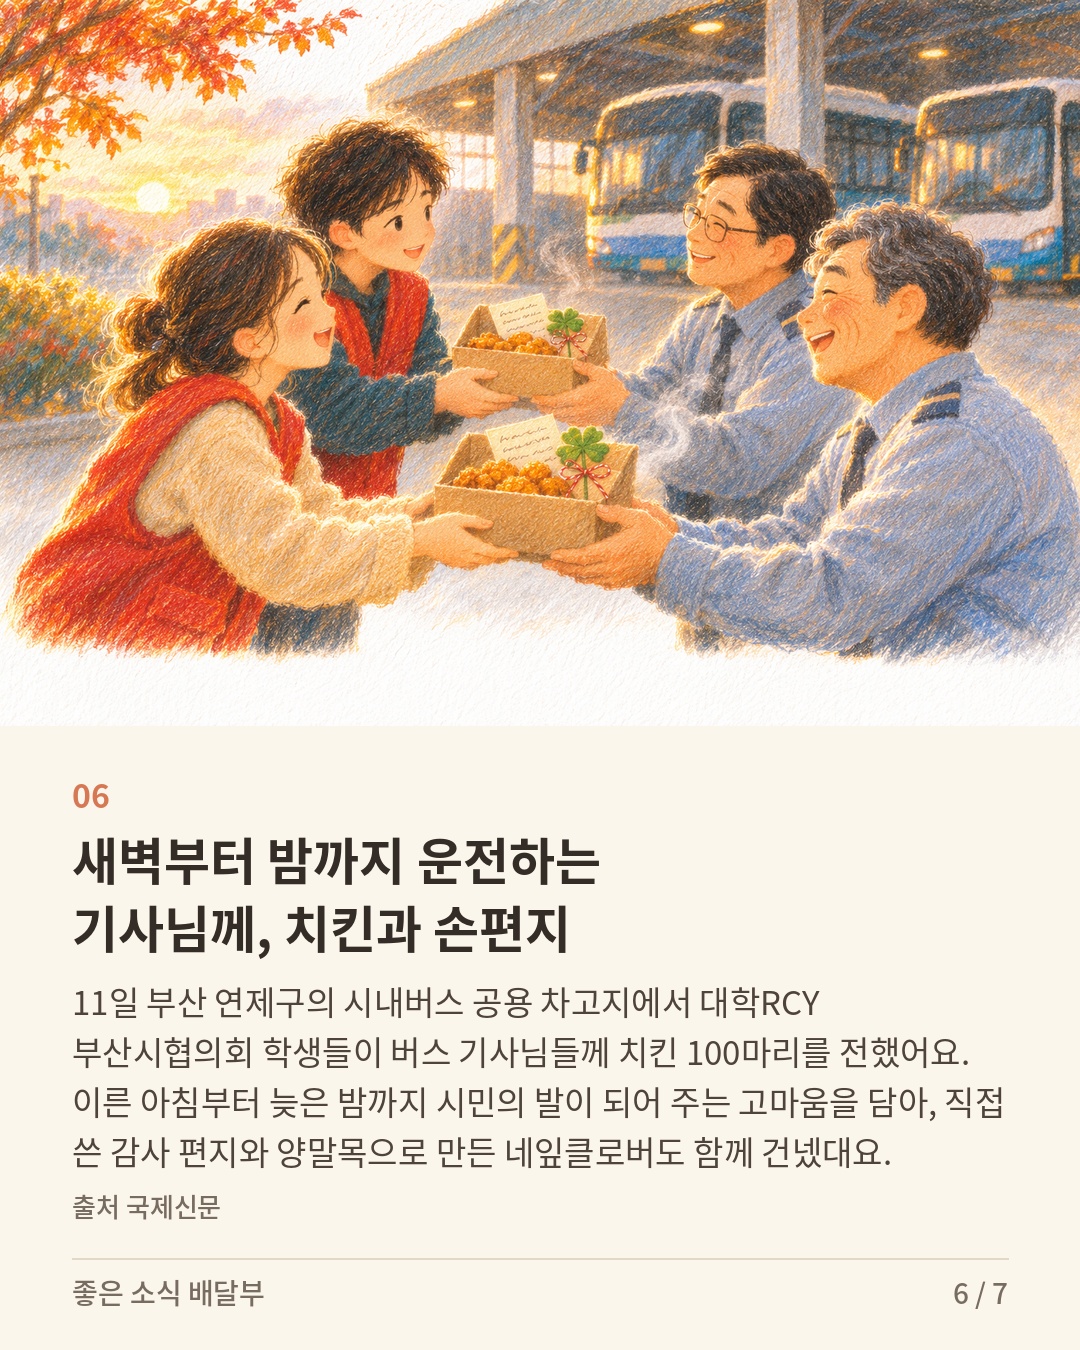 06
새벽부터 밤까지 운전하는
기사님께, 치킨과 손편지
11일 부산 연제구의 시내버스 공용 차고지에서 대학RCY
부산시협의회 학생들이 버스 기사님들께 치킨 100마리를 전했어요.
이른 아침부터 늦은 밤까지 시민의 발이 되어 주는 고마움을 담아, 직접
쓴 감사 편지와 양말목으로 만든 네잎클로버도 함께 건넸대요.
출처 국제신문
좋은 소식 배달부
6 / 7